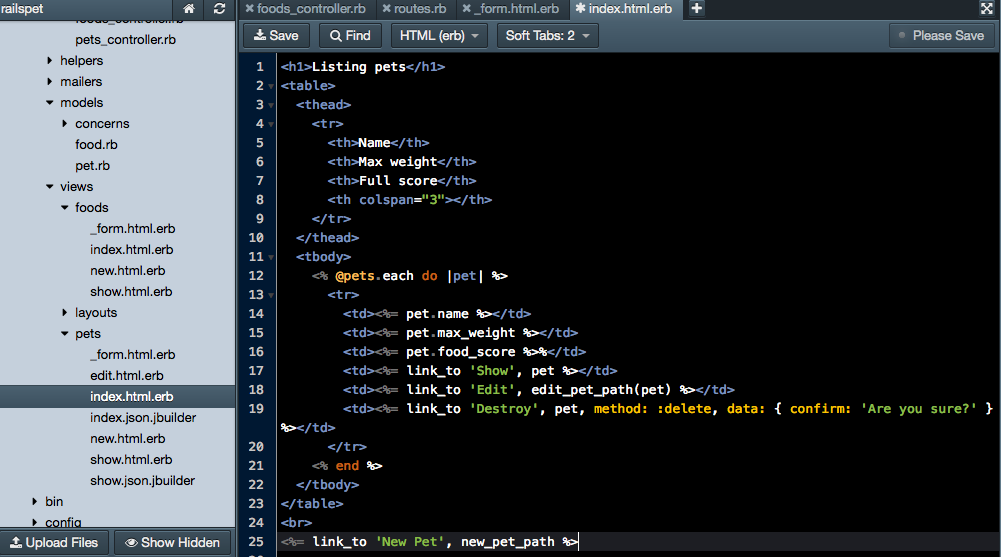 railspet
foods_controller.rb
pets_controller.rb
helpers
mailers
models
concerns
food.rb
pet.rb
views
foods
_form.html.erb
index.html.erb
new.html.erb
show.html.erb
layouts
pets
_form.html.erb
edit.html.erb
index.html.erb
index.json.jbuilder
new.html.erb
show.html.erb
show.json.jbuilder
bin
config
Upload Files Show Hidden
foods_controller.rb routes.rb _form.html.erb index.html.erb
Save Find HTML (erb) Soft Tabs: 2 Please Save
1 <h1>Listing pets</h1>
2 <table>
3 <thead>
4 <tr>
5 <th>Name</th>
6 <th>Max weight</th>
7 <th>Full score</th>
8 <th colspan="3"></th>
9 </tr>
10 </thead>
11 <tbody>
12 <% @pets.each do |pet| %>
13 <tr>
14 <td><%= pet.name %></td>
15 <td><%= pet.max_weight %></td>
16 <td><%= pet.food_score %>%</td>
17 <td><%= link_to 'Show', pet %></td>
18 <td><%= link_to 'Edit', edit_pet_path(pet) %></td>
19 <td><%= link_to 'Destroy', pet, method: :delete, data: { confirm: 'Are you sure?' }
%></td>
20 </tr>
21 <% end %>
22 </tbody>
23 </table>
24 <br>
25 <%= link_to 'New Pet', new_pet_path %>